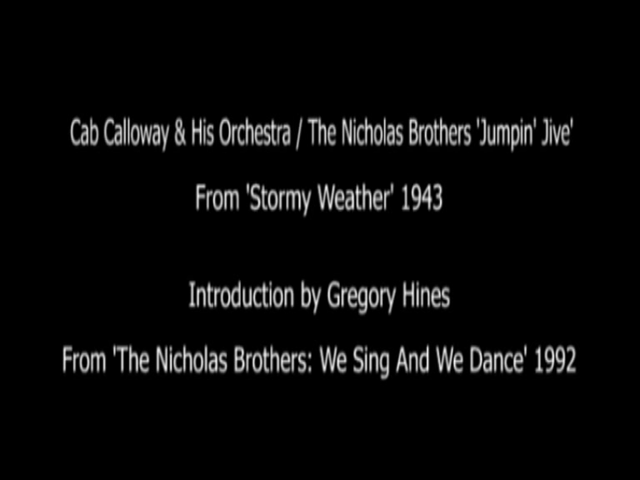 Cab Calloway & His Orchestra / The Nicholas Brothers 'Jumpin' Jive'
From 'Stormy Weather' 1943
Introduction by Gregory Hines
From 'The Nicholas Brothers: We Sing And We Dance' 1992